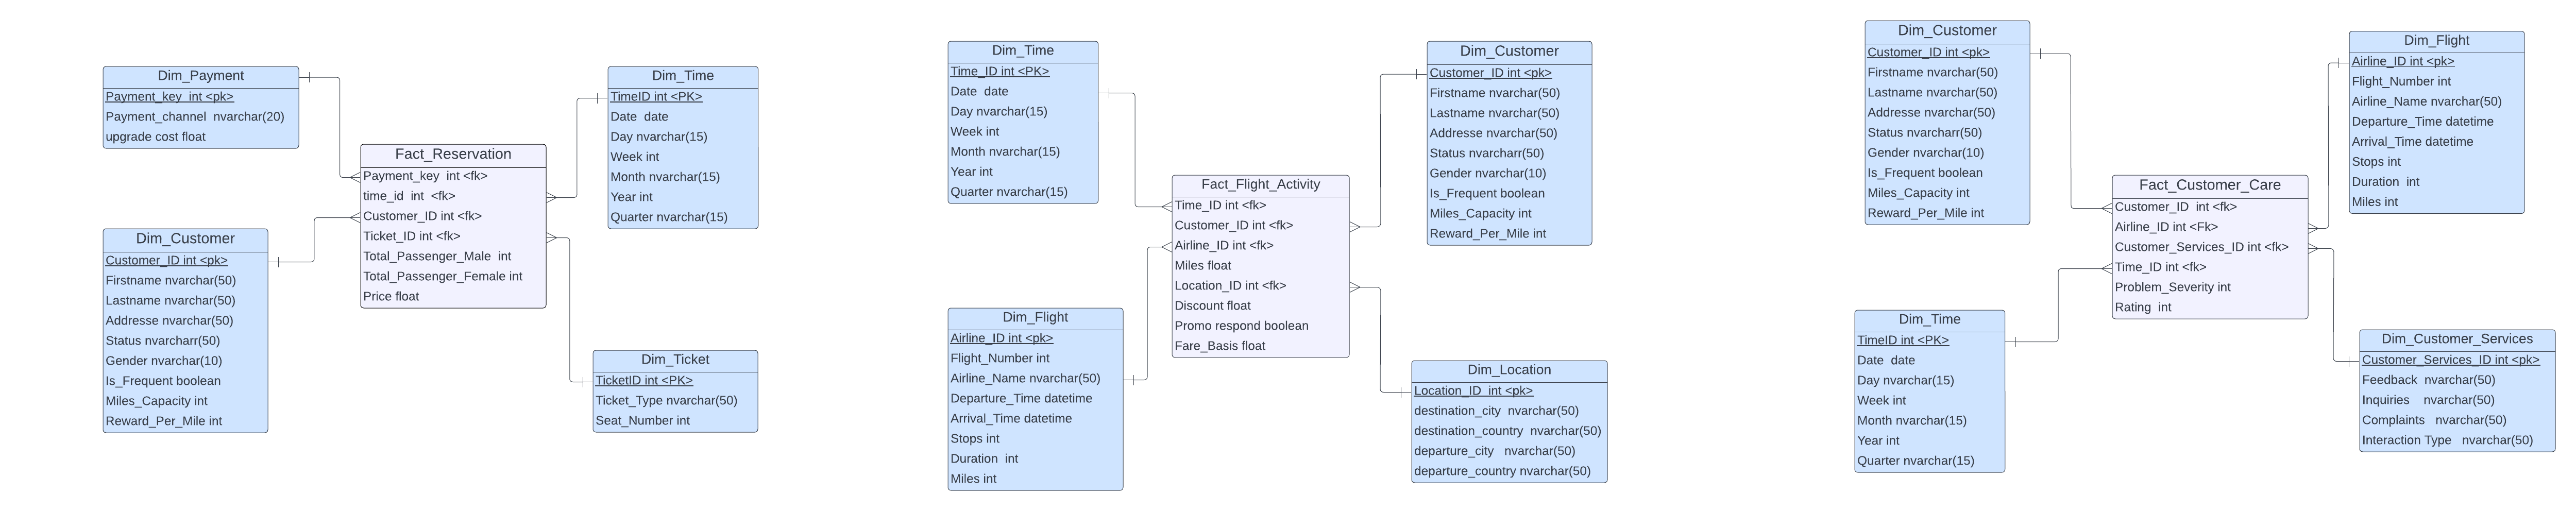 Dim_Payment
Payment_key  int <pk>
Payment_channel  nvarchar(20)
upgrade cost float
Dim_Time
TimeID int <PK>
Date  date
Day nvarchar(15)
Week int
Month nvarchar(15)
Year int
Quarter nvarchar(15)
Fact_Reservation
Payment_key  int <fk>
time_id  int  <fk>
Customer_ID int <fk>
Ticket_ID int <fk>
Total_Passenger_Male  int
Total_Passenger_Female int
Price float
Dim_Customer
Customer_ID int <pk>
Firstname nvarchar(50)
Lastname nvarchar(50)
Addresse nvarchar(50)
Status nvarcharr(50)
Gender nvarchar(10)
Is_Frequent boolean
Miles_Capacity int
Reward_Per_Mile int
Dim_Ticket
TicketID int <PK>
Ticket_Type nvarchar(50)
Seat_Number int
Dim_Time
Time_ID int <PK>
Date  date
Day nvarchar(15)
Week int
Month nvarchar(15)
Year int
Quarter nvarchar(15)
Dim_Customer
Customer_ID int <pk>
Firstname nvarchar(50)
Lastname nvarchar(50)
Addresse nvarchar(50)
Status nvarcharr(50)
Gender nvarchar(10)
Is_Frequent boolean
Miles_Capacity int
Reward_Per_Mile int
Fact_Flight_Activity
Time_ID int <fk>
Customer_ID int <fk>
Airline_ID int <fk>
Miles float
Location_ID int <fk>
Discount float
Promo respond boolean
Fare_Basis float
Dim_Flight
Airline_ID int <pk>
Flight_Number int
Airline_Name nvarchar(50)
Departure_Time datetime
Arrival_Time datetime
Stops int
Duration  int
Miles int
Dim_Location
Location_ID  int <pk>
destination_city  nvarchar(50)
destination_country  nvarchar(50)
departure_city   nvarchar(50)
departure_country nvarchar(50)
Dim_Customer
Customer_ID int <pk>
Firstname nvarchar(50)
Lastname nvarchar(50)
Addresse nvarchar(50)
Status nvarcharr(50)
Gender nvarchar(10)
Is_Frequent boolean
Miles_Capacity int
Reward_Per_Mile int
Dim_Flight
Airline_ID int <pk>
Flight_Number int
Airline_Name nvarchar(50)
Departure_Time datetime
Arrival_Time datetime
Stops int
Duration  int
Miles int
Fact_Customer_Care
Customer_ID  int <fk>
Airline_ID int <Fk>
Customer_Services_ID int <fk>
Time_ID int <fk>
Problem_Severity int
Rating  int
Dim_Time
TimeID int <PK>
Date  date
Day nvarchar(15)
Week int
Month nvarchar(15)
Year int
Quarter nvarchar(15)
Dim_Customer_Services
Customer_Services_ID int <pk>
Feedback  nvarchar(50)
Inquiries    nvarchar(50)
Complaints   nvarchar(50)
Interaction Type   nvarchar(50)